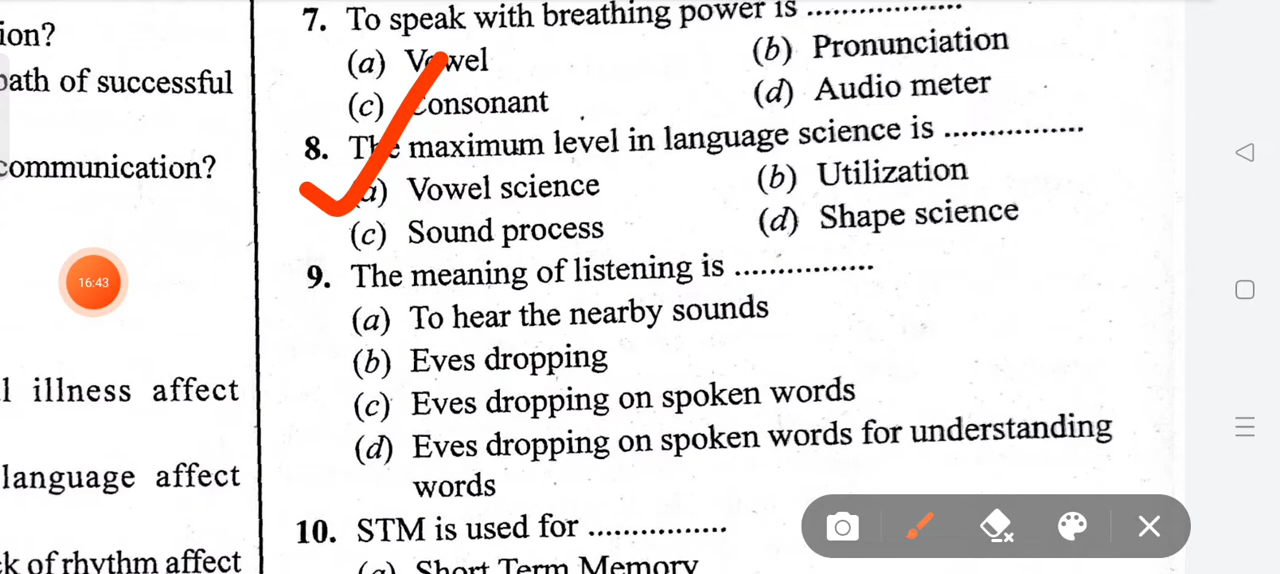 ion?
path of successful
communication?
16:43
l illness affect
language affect
k of rhythm affect
7. To speak with breathing power is .................
(a) Vowel (b) Pronunciation
(c) Consonant (d) Audio meter
8. The maximum level in language science is ................
(a) Vowel science (b) Utilization
(c) Sound process (d) Shape science
9. The meaning of listening is ................
(a) To hear the nearby sounds
(b) Eves dropping
(c) Eves dropping on spoken words
(d) Eves dropping on spoken words for understanding
words
10. STM is used for ................
(a) Short Term Memory